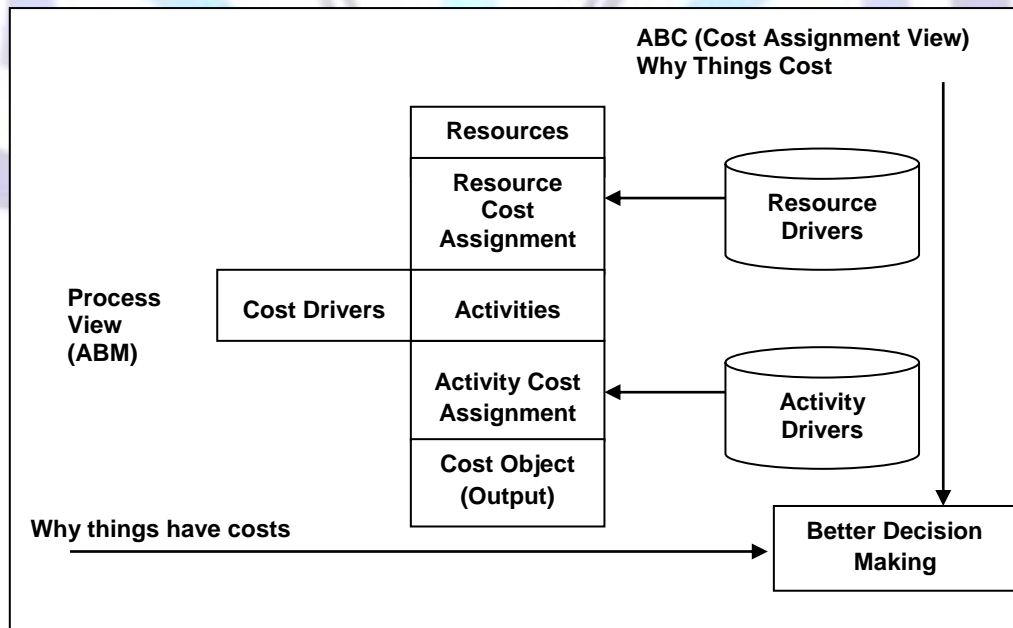 ABC (Cost Assignment View)
Why Things Cost
Resources
Resource
Cost
Assignment
Resource
Drivers
Process
View
(ABM)
Cost Drivers
Activities
Activity Cost
Assignment
Activity
Drivers
Cost Object
(Output)
Why things have costs
Better Decision
Making